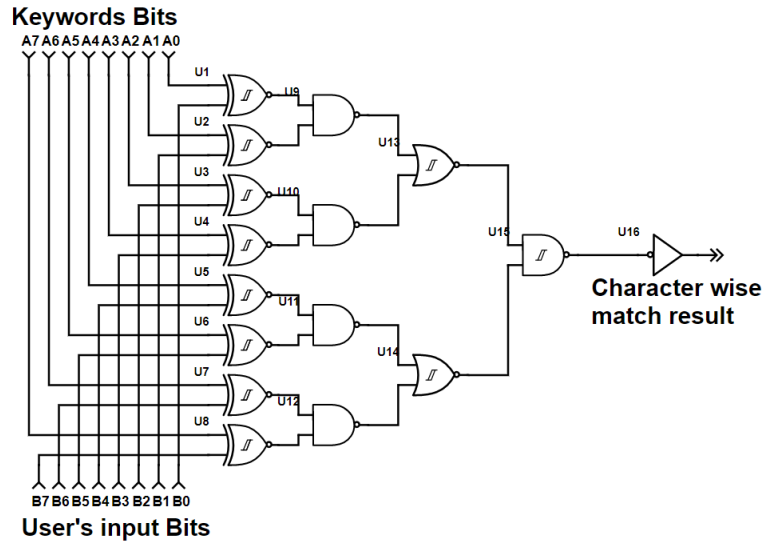 Keywords Bits
A7 A6 A5 A4 A3 A2 A1 A0
U1
U9
U2
U13
U3
U10
U4
U15
U16
U5
Character wise
match result
U11
U6
U14
U7
U12
U8
B7 B6 B5 B4 B3 B2 B1 B0
User's input Bits